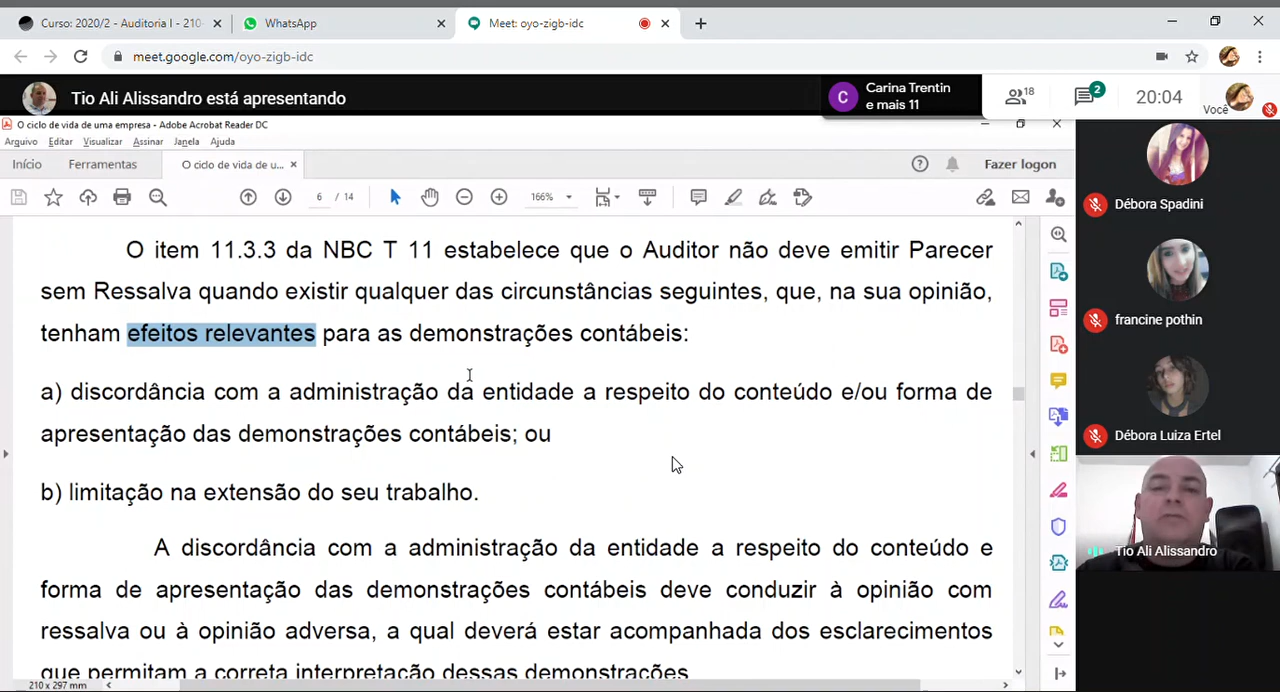 Curso: 2020/2 - Auditoria I - 210
WhatsApp
Meet: oyo-zigb-idc
meet.google.com/oyo-zigb-idc
Tio Ali Alissandro está apresentando
Carina Trentin
e mais 11
C
18
2
20:04
Você
O ciclo de vida de uma empresa - Adobe Acrobat Reader DC
Arquivo Editar Visualizar Assinar Janela Ajuda
Início Ferramentas O ciclo de vida de u... Fazer logon
6 / 14 166%
O item 11.3.3 da NBC T 11 estabelece que o Auditor não deve emitir Parecer
sem Ressalva quando existir qualquer das circunstâncias seguintes, que, na sua opinião,
tenham efeitos relevantes para as demonstrações contábeis:
a) discordância com a administração da entidade a respeito do conteúdo e/ou forma de
apresentação das demonstrações contábeis; ou
b) limitação na extensão do seu trabalho.
A discordância com a administração da entidade a respeito do conteúdo e
forma de apresentação das demonstrações contábeis deve conduzir à opinião com
ressalva ou à opinião adversa, a qual deverá estar acompanhada dos esclarecimentos
que permitam a correta interpretação dessas demonstrações
210 x 297 mm
Débora Spadini
francine pothin
Débora Luiza Ertel
Tio Ali Alissandro